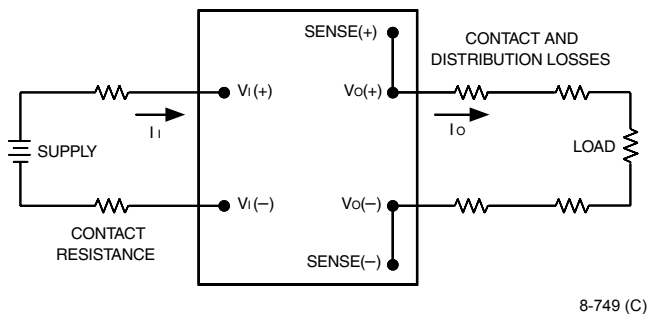 SENSE(+)
CONTACT AND
DISTRIBUTION LOSSES
VI(+)
VO(+)
II
IO
SUPPLY
LOAD
VI(–)
VO(–)
CONTACT
RESISTANCE
SENSE(–)
8-749 (C)